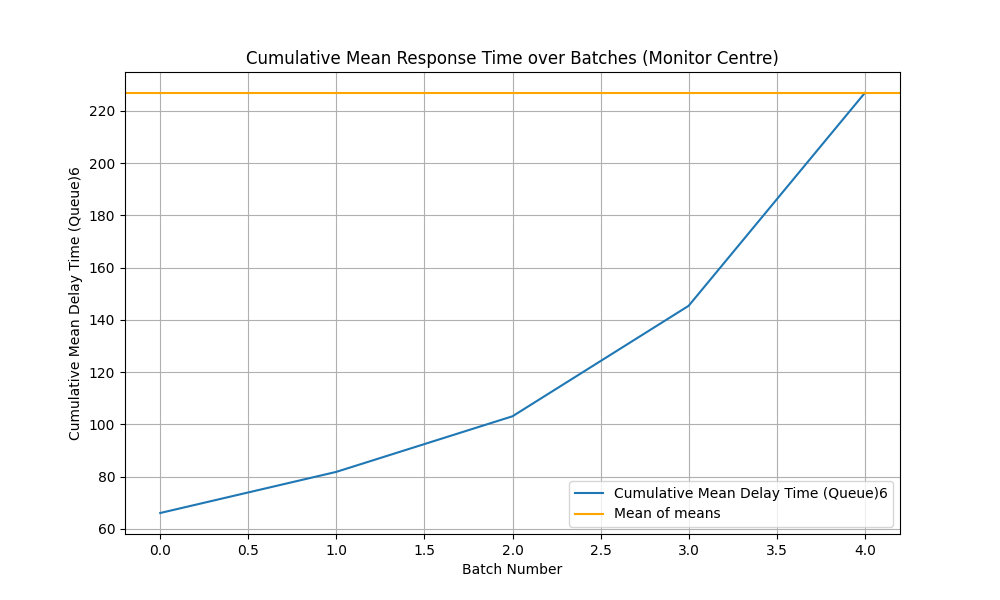 Cumulative Mean Response Time over Batches (Monitor Centre)
Cumulative Mean Delay Time (Queue)6
220
200
180
160
140
120
100
80
60
Cumulative Mean Delay Time (Queue)6
Mean of means
0.0 0.5 1.0 1.5 2.0 2.5 3.0 3.5 4.0
Batch Number